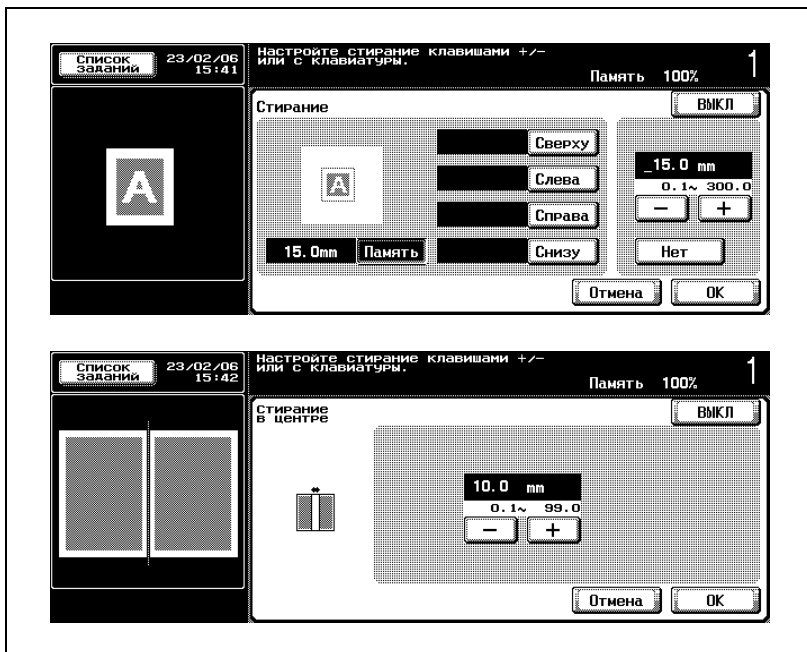 Список
заданий
23/02/06
15:41
Настройте стирание клавишами +/-
или с клавиатуры.
Память 100%
1
Стирание
ВЫКЛ
A
A
Сверху
Слева
Справа
15.0mm Память
Снизу
_15.0 mm
0.1~ 300.0
− +
Нет
Отмена OK
Список
заданий
23/02/06
15:42
Настройте стирание клавишами +/-
или с клавиатуры.
Память 100%
1
Стирание
в центре
ВЫКЛ
10.0 mm
0.1~ 99.0
− +
Отмена OK